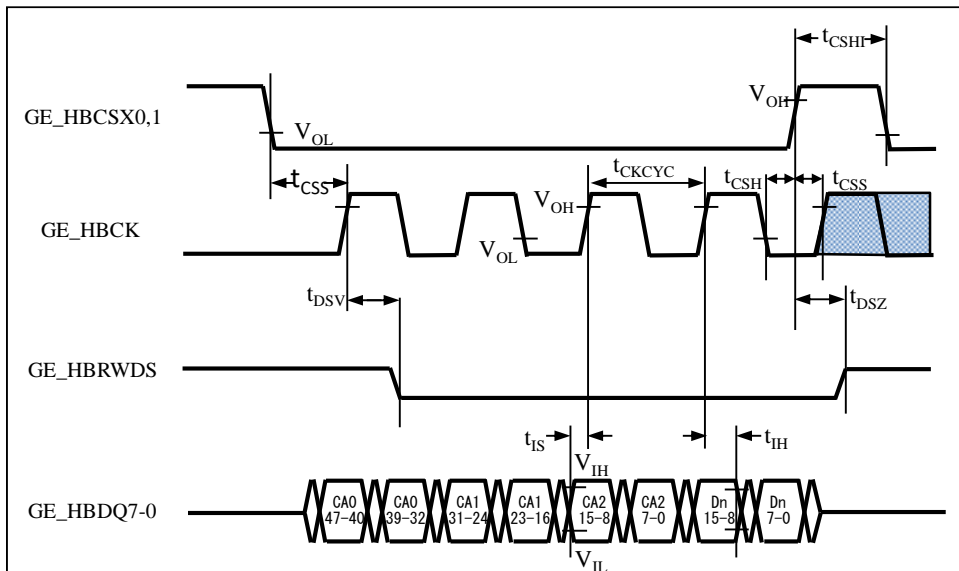 tCSHI
GE_HBCSX0,1
VOH
VOL
tCSS
tCKCYC
tCSH
tCSS
GE_HBCK
VOH
VOL
tDSV
tDSZ
GE_HBRWDS
tIS
tIH
VIH
GE_HBDQ7-0
CA0
47-40
CA0
39-32
CA1
31-24
CA1
23-16
CA2
15-8
CA2
7-0
Dn
15-8
Dn
7-0
VIL